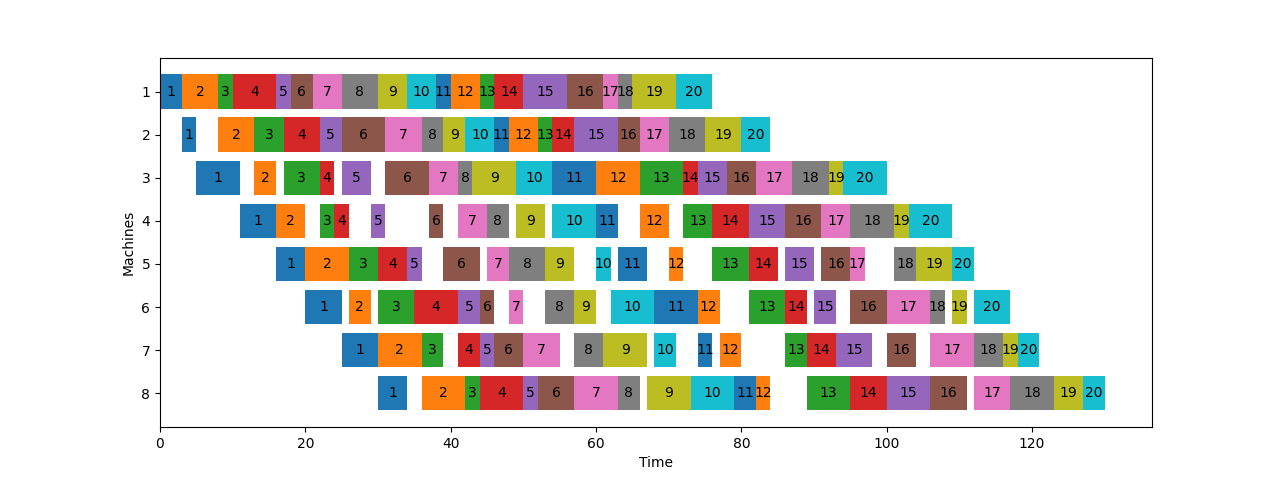 1 1 2 3 4 5 6 7 8 9 10 11 12 13 14 15 16 17 18 19 20
2 1 2 3 4 5 6 7 8 9 10 11 12 13 14 15 16 17 18 19 20
3 1 2 3 4 5 6 7 8 9 10 11 12 13 14 15 16 17 18 19 20
4 1 2 3 4 5 6 7 8 9 10 11 12 13 14 15 16 17 18 19 20
5 1 2 3 4 5 6 7 8 9 10 11 12 13 14 15 16 17 18 19 20
6 1 2 3 4 5 6 7 8 9 10 11 12 13 14 15 16 17 18 19 20
7 1 2 3 4 5 6 7 8 9 10 11 12 13 14 15 16 17 18 19 20
8 1 2 3 4 5 6 7 8 9 10 11 12 13 14 15 16 17 18 19 20
Machines
0 20 40 60 80 100 120
Time